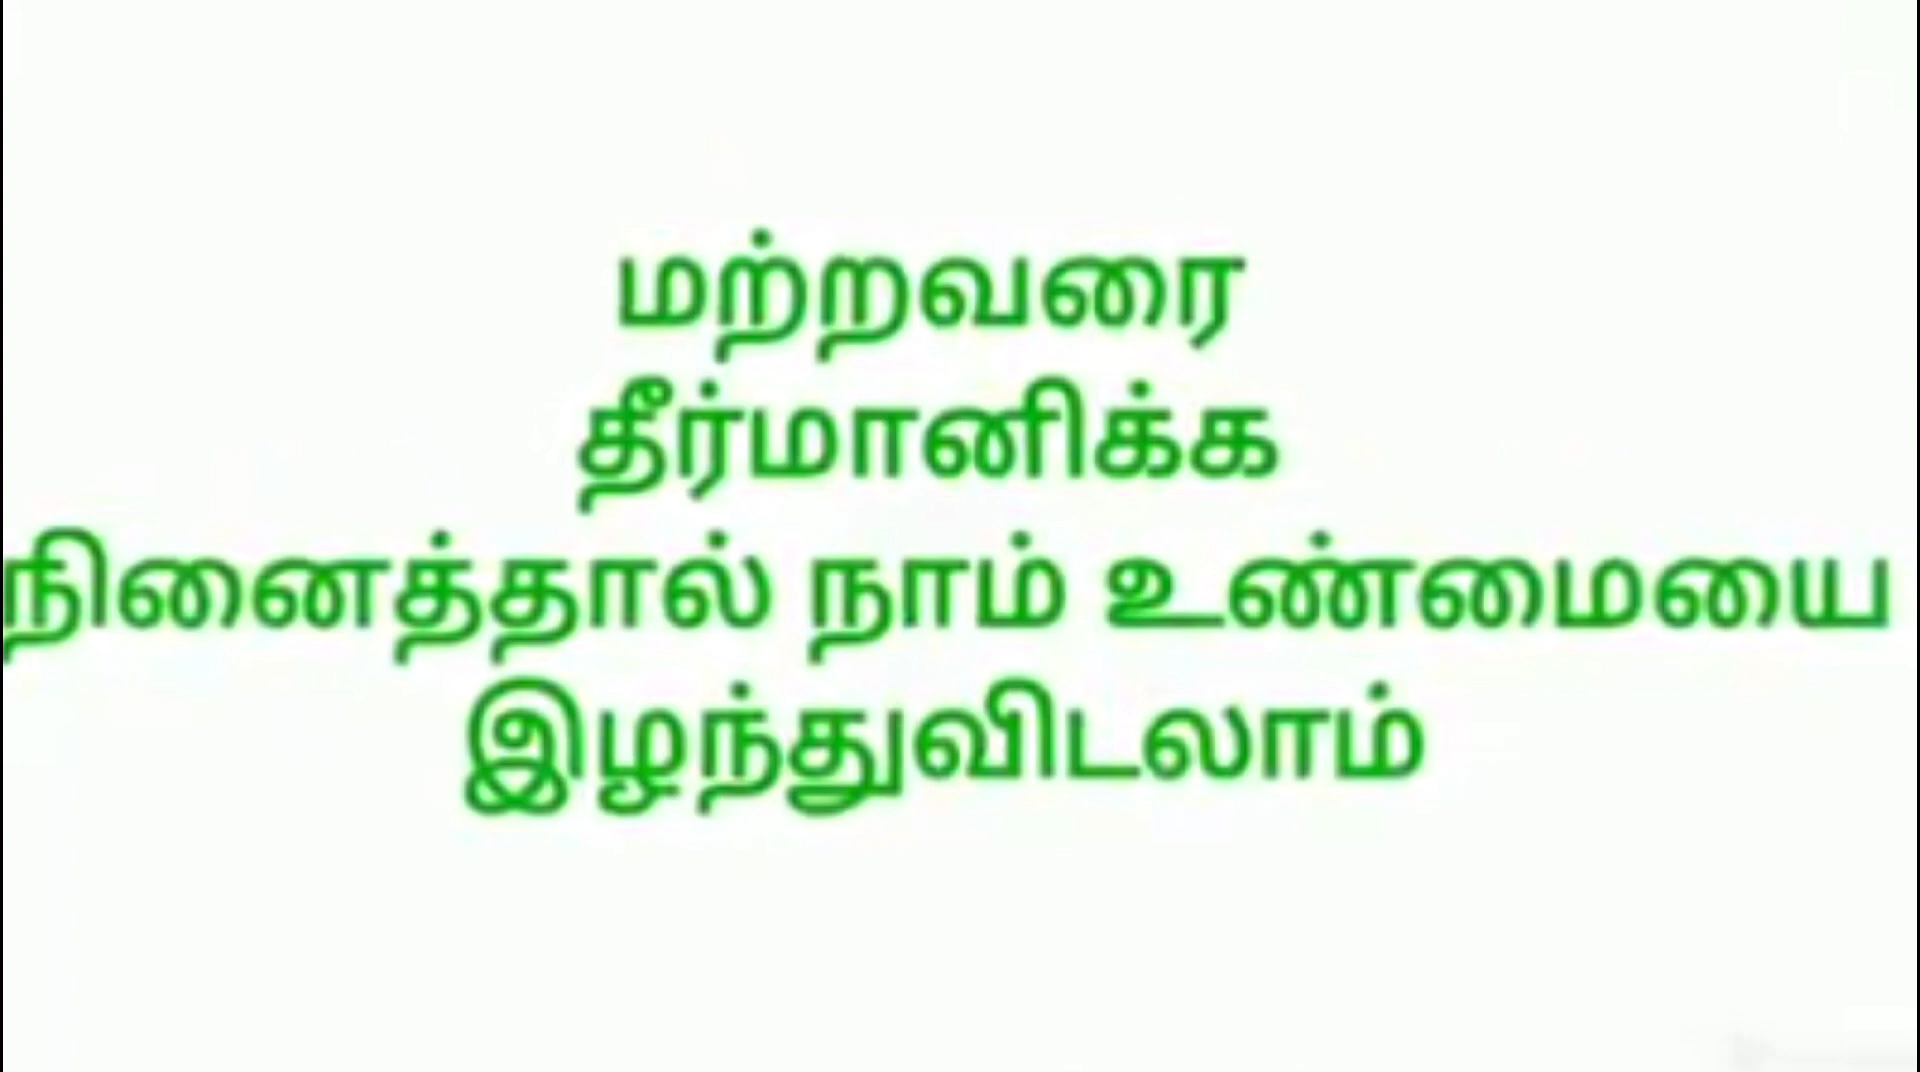 மற்றவரை
தீர்மானிக்க
நினைத்தால் நாம் உண்மையை
இழந்துவிடலாம்